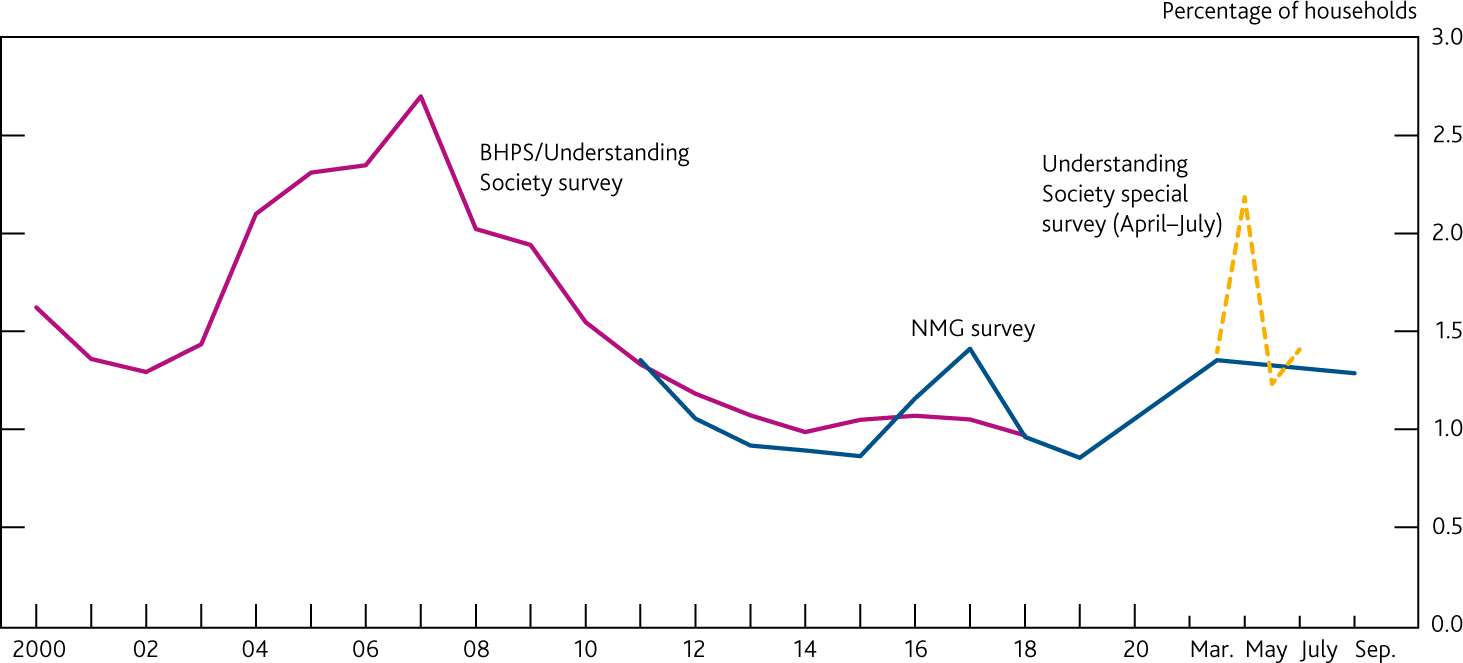 Percentage of households
3.0
2.5
2.0
1.5
1.0
0.5
0.0
BHPS/Understanding
Society survey
Understanding
Society special
survey (April–July)
NMG survey
2000 02 04 06 08 10 12 14 16 18 20 Mar. May July Sep.